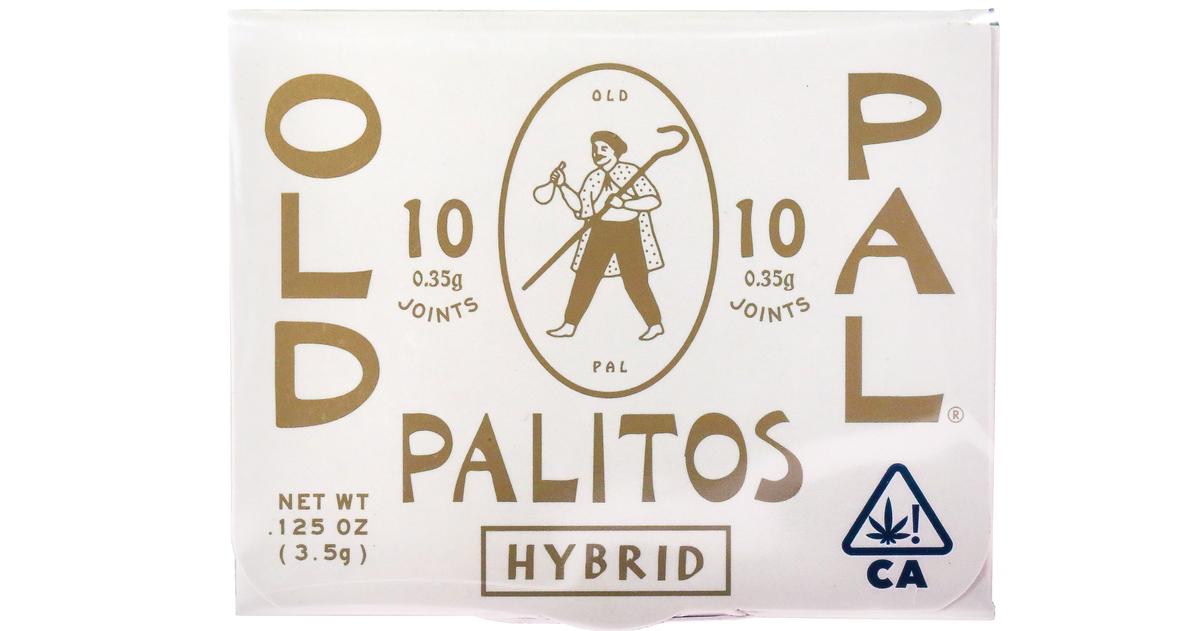 OLD
PAL®
OLD
PAL
10
0.35g
JOINTS
10
0.35g
JOINTS
PALITOS
HYBRID
NET WT
.125 OZ
(3.5g)
!
CA